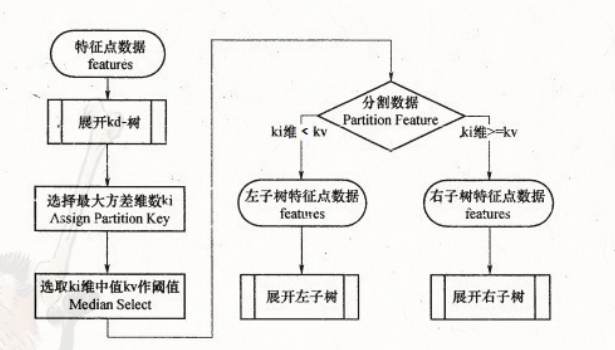 特征点数据
features
展开kd-树
选择最大方差维数ki
Assign Partition Key
选取ki维中值kv作阈值
Median Select
分割数据
Partition Feature
ki维 < kv
ki维>=kv
左子树特征点数据
features
右子树特征点数据
features
展开左子树
展开右子树